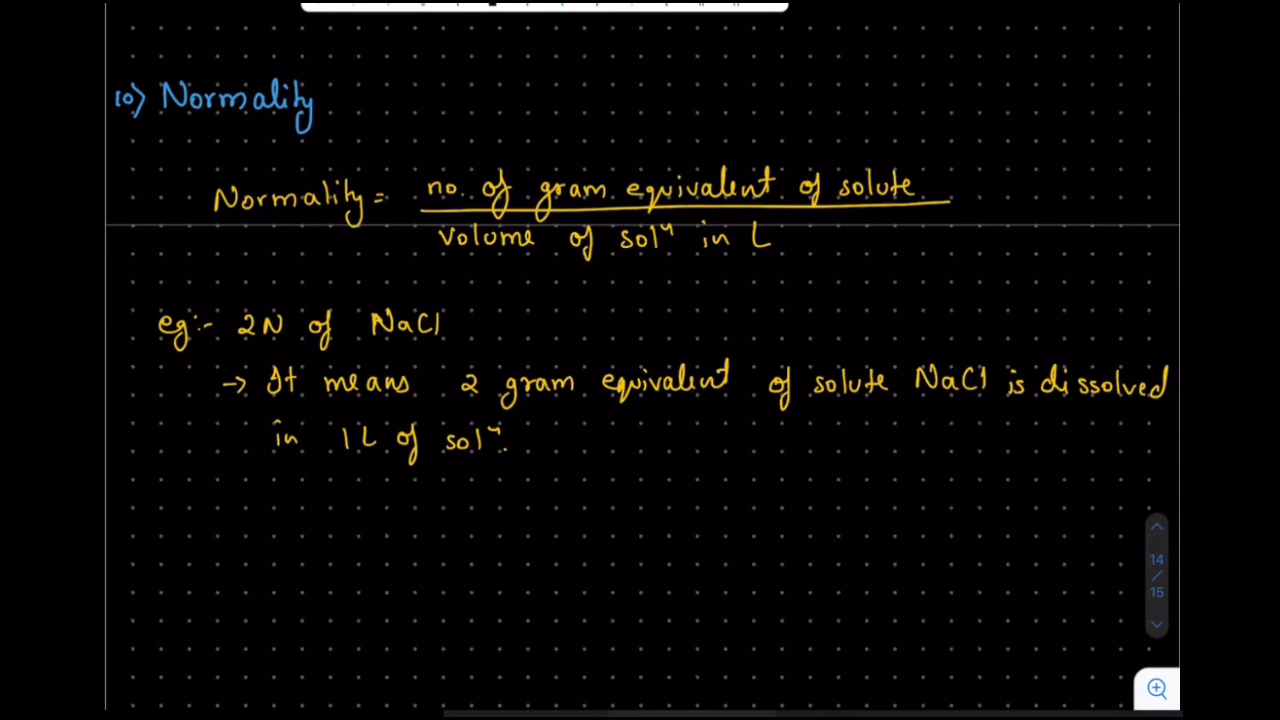 10) Normality
Normality = no. of gram equivalent of solute
volume of solⁿ in L
eg:- 2N of NaCl
→ It means 2 gram equivalent of solute NaCl is dissolved
in 1L of solⁿ.
14
/
15